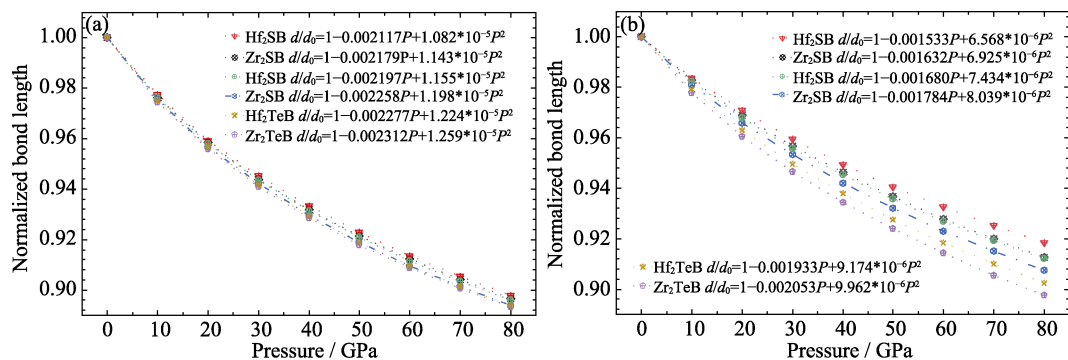 (a)
Hf₂SB d/d₀=1−0.002117P+1.082*10⁻⁵P²
Zr₂SB d/d₀=1−0.002179P+1.143*10⁻⁵P²
Hf₂SB d/d₀=1−0.002197P+1.155*10⁻⁵P²
Zr₂SB d/d₀=1−0.002258P+1.198*10⁻⁵P²
Hf₂TeB d/d₀=1−0.002277P+1.224*10⁻⁵P²
Zr₂TeB d/d₀=1−0.002312P+1.259*10⁻⁵P²
Normalized bond length
1.00
0.98
0.96
0.94
0.92
0.90
0 10 20 30 40 50 60 70 80
Pressure / GPa
(b)
Hf₂SB d/d₀=1−0.001533P+6.568*10⁻⁶P²
Zr₂SB d/d₀=1−0.001632P+6.925*10⁻⁶P²
Hf₂SB d/d₀=1−0.001680P+7.434*10⁻⁶P²
Zr₂SB d/d₀=1−0.001784P+8.039*10⁻⁶P²
Hf₂TeB d/d₀=1−0.001933P+9.174*10⁻⁶P²
Zr₂TeB d/d₀=1−0.002053P+9.962*10⁻⁶P²
Normalized bond length
1.00
0.98
0.96
0.94
0.92
0.90
0 10 20 30 40 50 60 70 80
Pressure / GPa